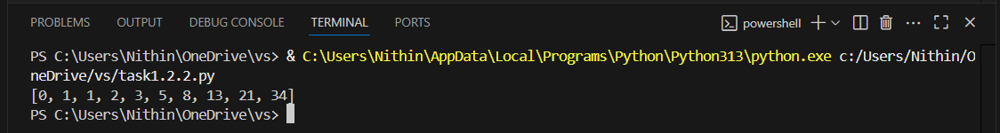 PROBLEMS OUTPUT DEBUG CONSOLE TERMINAL PORTS powershell
PS C:\Users\Nithin\OneDrive\vs> & C:\Users\Nithin\AppData\Local\Programs\Python\Python313\python.exe c:/Users/Nithin/O
neDrive/vs/task1.2.2.py
[0, 1, 1, 2, 3, 5, 8, 13, 21, 34]
PS C:\Users\Nithin\OneDrive\vs>